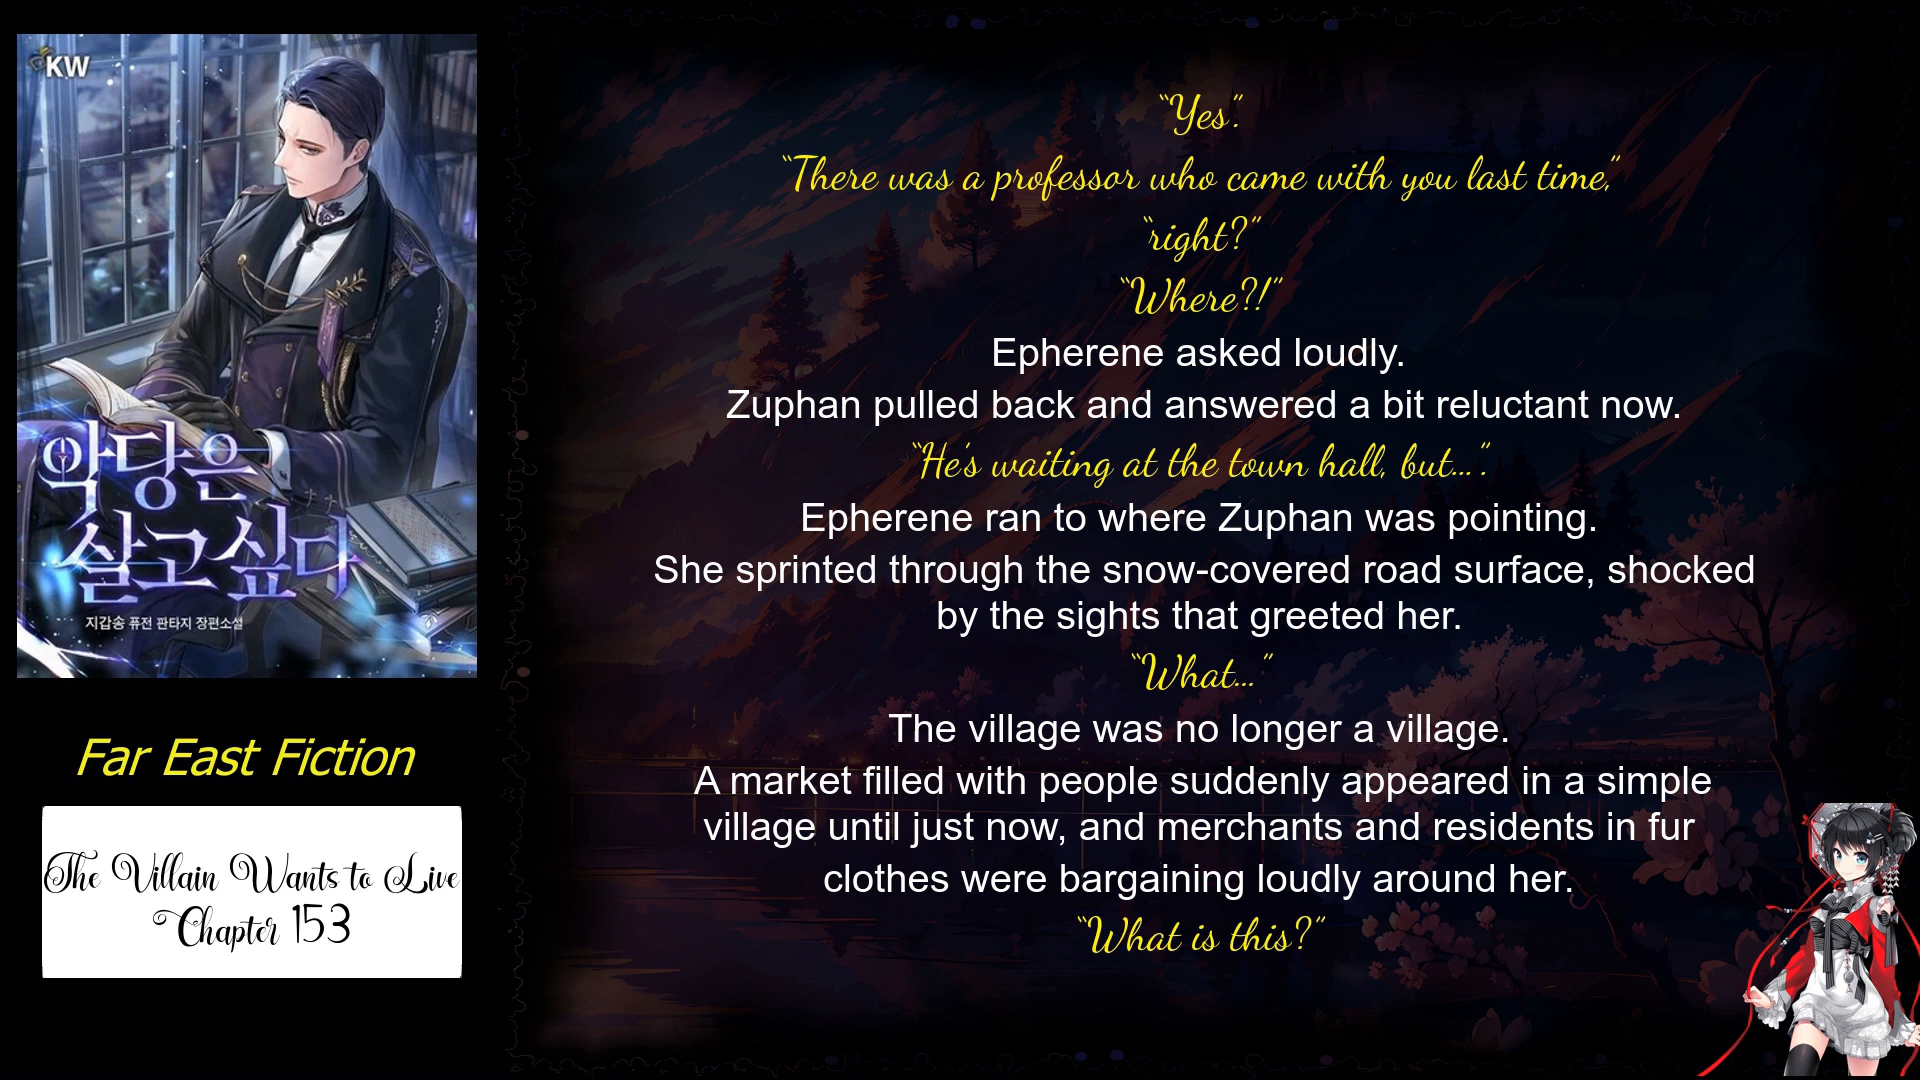 KW
악당은
살고싶다
지갑송 퓨전 판타지 장편소설
Far East Fiction
The Villain Wants to Live
Chapter 153
“Yes”.
“There was a professor who came with you last time,”
“right?”
“Where?!”
Epherene asked loudly.
Zuphan pulled back and answered a bit reluctant now.
“He’s waiting at the town hall, but…”.
Epherene ran to where Zuphan was pointing.
She sprinted through the snow-covered road surface, shocked
by the sights that greeted her.
“What…”
The village was no longer a village.
A market filled with people suddenly appeared in a simple
village until just now, and merchants and residents in fur
clothes were bargaining loudly around her.
“What is this?”